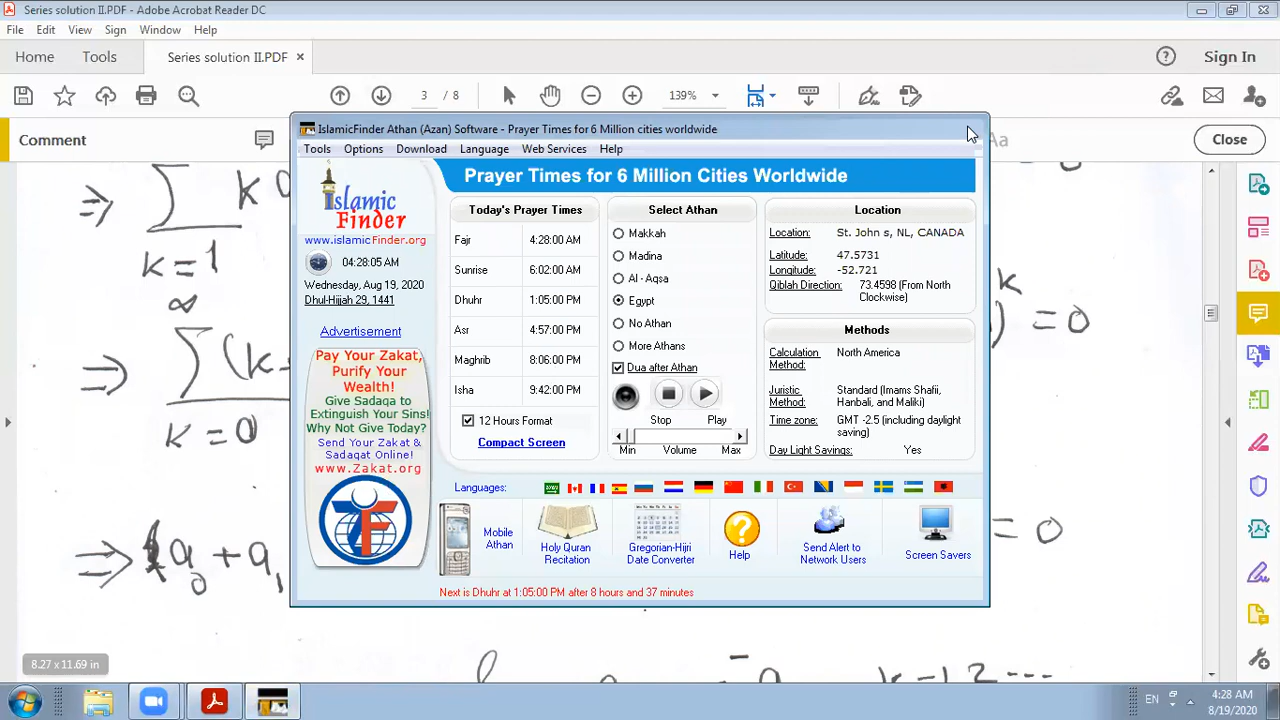 Series solution II.PDF - Adobe Acrobat Reader DC
File Edit View Sign Window Help
Home Tools Series solution II.PDF × Sign In
3 / 8 139%
Comment Aa Close
IslamicFinder Athan (Azan) Software - Prayer Times for 6 Million cities worldwide
Tools Options Download Language Web Services Help
Islamic
Finder
www.islamicFinder.org
04:28:05 AM
Wednesday, Aug 19, 2020
Dhul-Hijjah 29, 1441
Advertisement
Pay Your Zakat,
Purify Your
Wealth!
Give Sadaqa to
Extinguish Your Sins!
Why Not Give Today?
Send Your Zakat &
Sadaqat Online!
www.Zakat.org
Prayer Times for 6 Million Cities Worldwide
Today's Prayer Times
Fajr 4:28:00 AM
Sunrise 6:02:00 AM
Dhuhr 1:05:00 PM
Asr 4:57:00 PM
Maghrib 8:06:00 PM
Isha 9:42:00 PM
12 Hours Format
Compact Screen
Select Athan
Makkah
Madina
Al - Aqsa
Egypt
No Athan
More Athans
Dua after Athan
Stop Play
Min Volume Max
Location
Location: St. John s, NL, CANADA
Latitude: 47.5731
Longitude: -52.721
Qiblah Direction: 73.4598 (From North
Clockwise)
Methods
Calculation North America
Method:
Juristic Standard (Imams Shafii,
Method: Hanbali, and Maliki)
Time zone: GMT -2.5 (including daylight
saving)
Day Light Savings: Yes
Languages:
Mobile
Athan
Holy Quran
Recitation
Gregorian-Hijri
Date Converter
Help
Send Alert to
Network Users
Screen Savers
Next is Dhuhr at 1:05:00 PM after 8 hours and 37 minutes
⇒ ∑ k
k = 1
∞
⇒ ∑ (k
k = 0
k
) = 0
⇒ a₀ + a₁
= 0
k = 1, 2 ...
8.27 x 11.69 in
EN 4:28 AM
8/19/2020